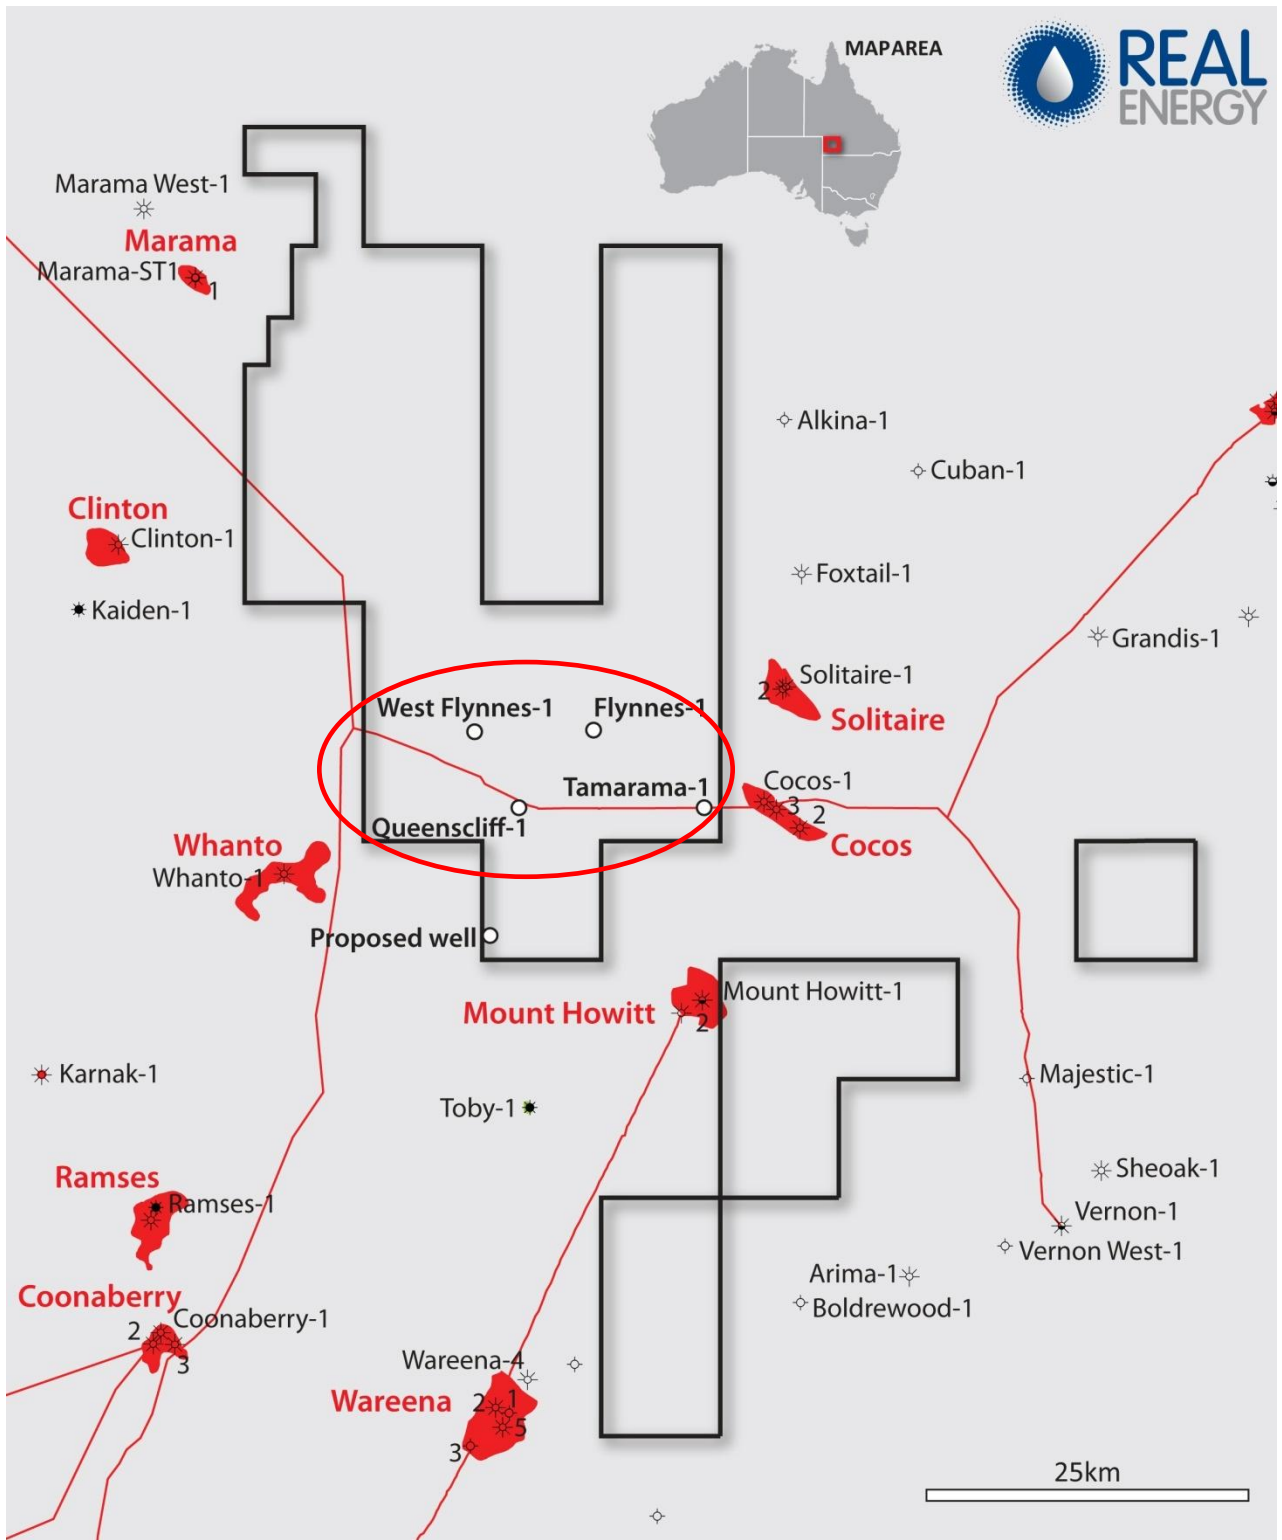 MAPAREA
REAL
ENERGY
Marama West-1
Marama
Marama-ST1
1
Alkina-1
Cuban-1
Clinton
Clinton-1
Foxtail-1
Kaiden-1
Grandis-1
Solitaire-1
2
Solitaire
West Flynnes-1
Flynnes-1
Tamarama-1
Cocos-1
3
2
Queenscliff-1
Cocos
Whanto
Whanto-1
Proposed well
Mount Howitt-1
Mount Howitt
2
Karnak-1
Majestic-1
Toby-1
Sheoak-1
Ramses
Ramses-1
Vernon-1
Vernon West-1
Arima-1
Boldrewood-1
Coonaberry
Coonaberry-1
2
3
Wareena-4
Wareena
2
1
5
3
25km